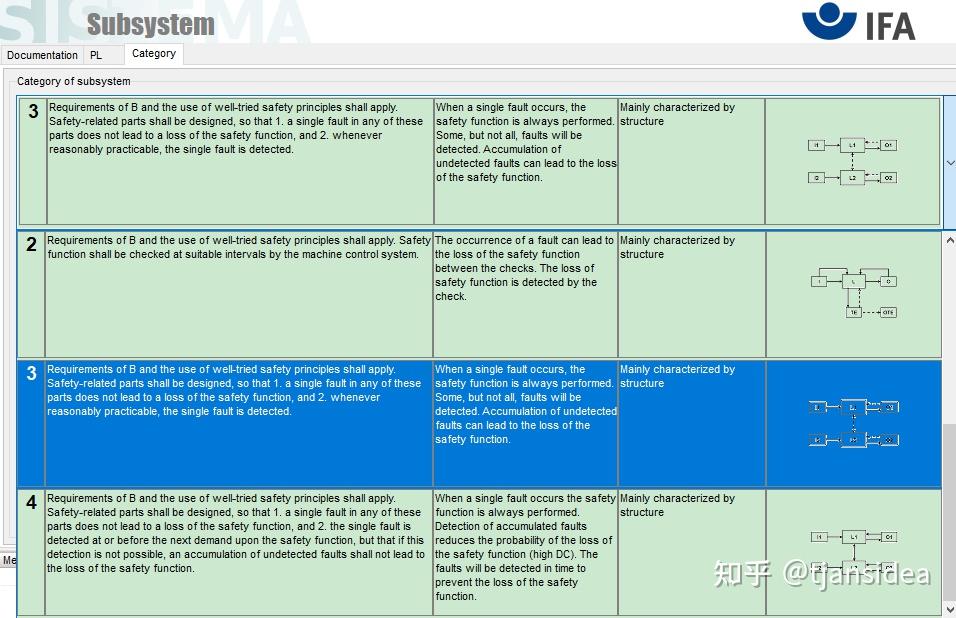 SISTEMA
Subsystem
IFA
Documentation PL Category
Category of subsystem
3
Requirements of B and the use of well-tried safety principles shall apply.
Safety-related parts shall be designed, so that 1. a single fault in any of these
parts does not lead to a loss of the safety function, and 2. whenever
reasonably practicable, the single fault is detected.
When a single fault occurs, the
safety function is always performed.
Some, but not all, faults will be
detected. Accumulation of
undetected faults can lead to the loss
of the safety function.
Mainly characterized by
structure
I1 L1 O1
I2 L2 O2
2
Requirements of B and the use of well-tried safety principles shall apply. Safety
function shall be checked at suitable intervals by the machine control system.
The occurrence of a fault can lead to
the loss of the safety function
between the checks. The loss of
safety function is detected by the
check.
Mainly characterized by
structure
I L O
TE OTE
3
Requirements of B and the use of well-tried safety principles shall apply.
Safety-related parts shall be designed, so that 1. a single fault in any of these
parts does not lead to a loss of the safety function, and 2. whenever
reasonably practicable, the single fault is detected.
When a single fault occurs, the
safety function is always performed.
Some, but not all, faults will be
detected. Accumulation of undetected
faults can lead to the loss of the
safety function.
Mainly characterized by
structure
4
Requirements of B and the use of well-tried safety principles shall apply.
Safety-related parts shall be designed, so that 1. a single fault in any of these
parts does not lead to a loss of the safety function, and 2. the single fault is
detected at or before the next demand upon the safety function, but that if this
detection is not possible, an accumulation of undetected faults shall not lead to
the loss of the safety function.
When a single fault occurs the safety
function is always performed.
Detection of accumulated faults
reduces the probability of the loss of
the safety function (high DC). The
faults will be detected in time to
prevent the loss of the safety
function.
Mainly characterized by
structure
I1 L1 O1
Me
知乎 @tjansidea